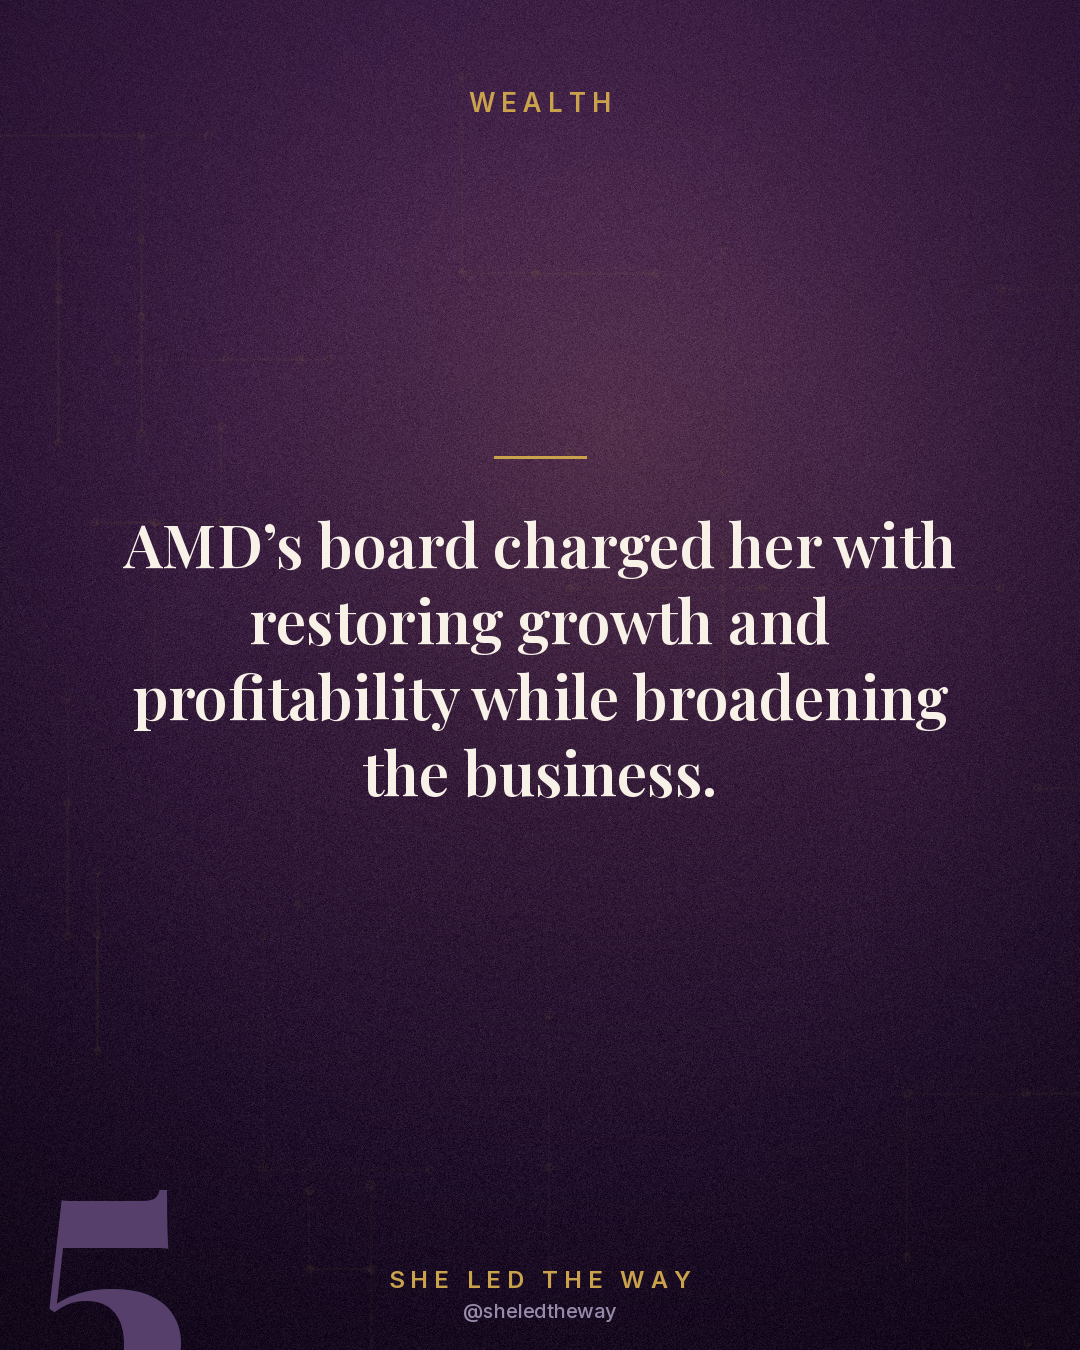 WEALTH
AMD’s board charged her with
restoring growth and
profitability while broadening
the business.
5
SHE LED THE WAY
@sheledtheway